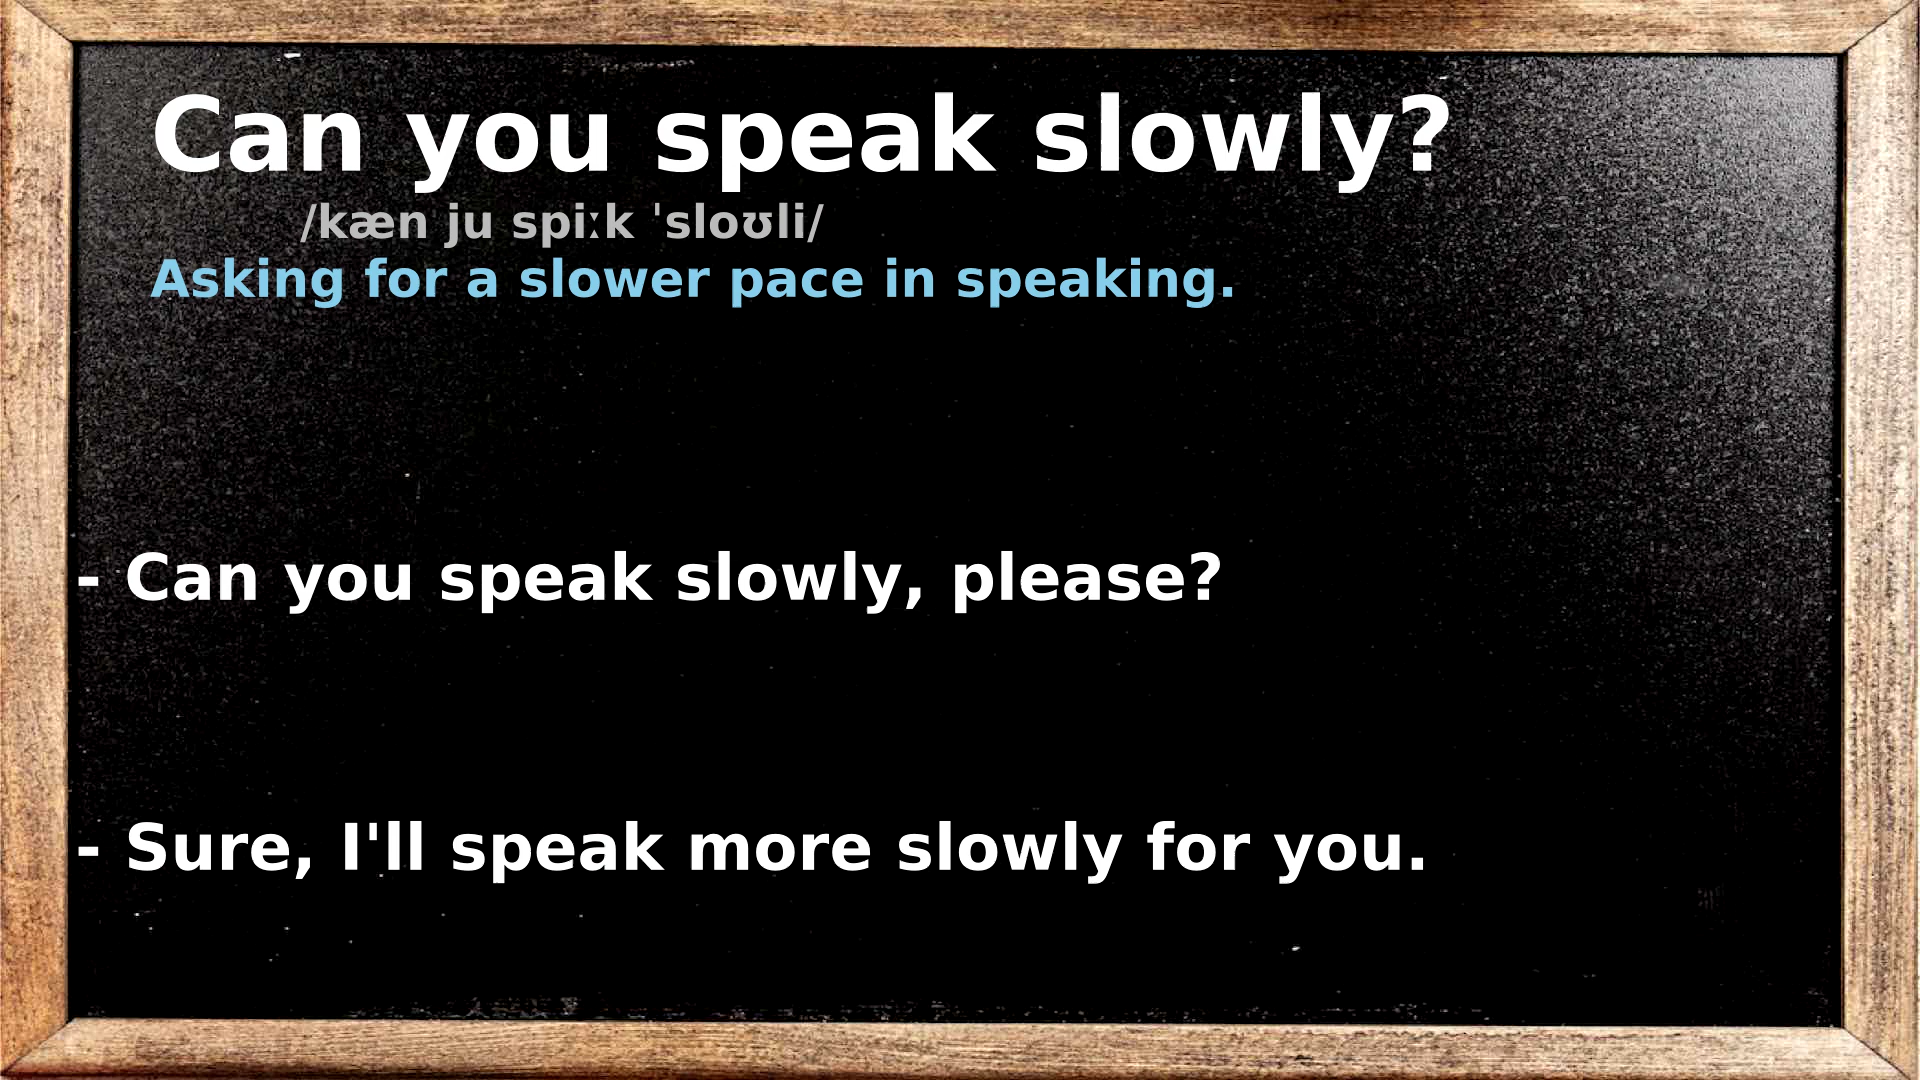 Can you speak slowly?
/kæn ju spiːk ˈsloʊli/
Asking for a slower pace in speaking.
- Can you speak slowly, please?
- Sure, I'll speak more slowly for you.